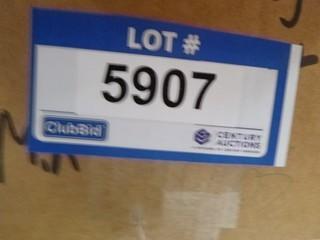 LOT #
5907
ClubBid
CENTURY
AUCTIONS